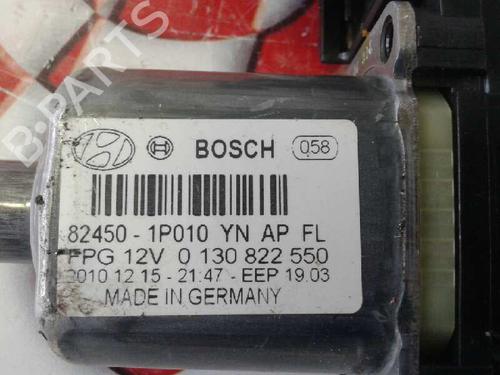 B-PARTS
BOSCH 058
82450 - 1P010 YN AP FL
FPG 12V 0 130 822 550
2010 12 15 - 21:47 - EEP 19.03
MADE IN GERMANY